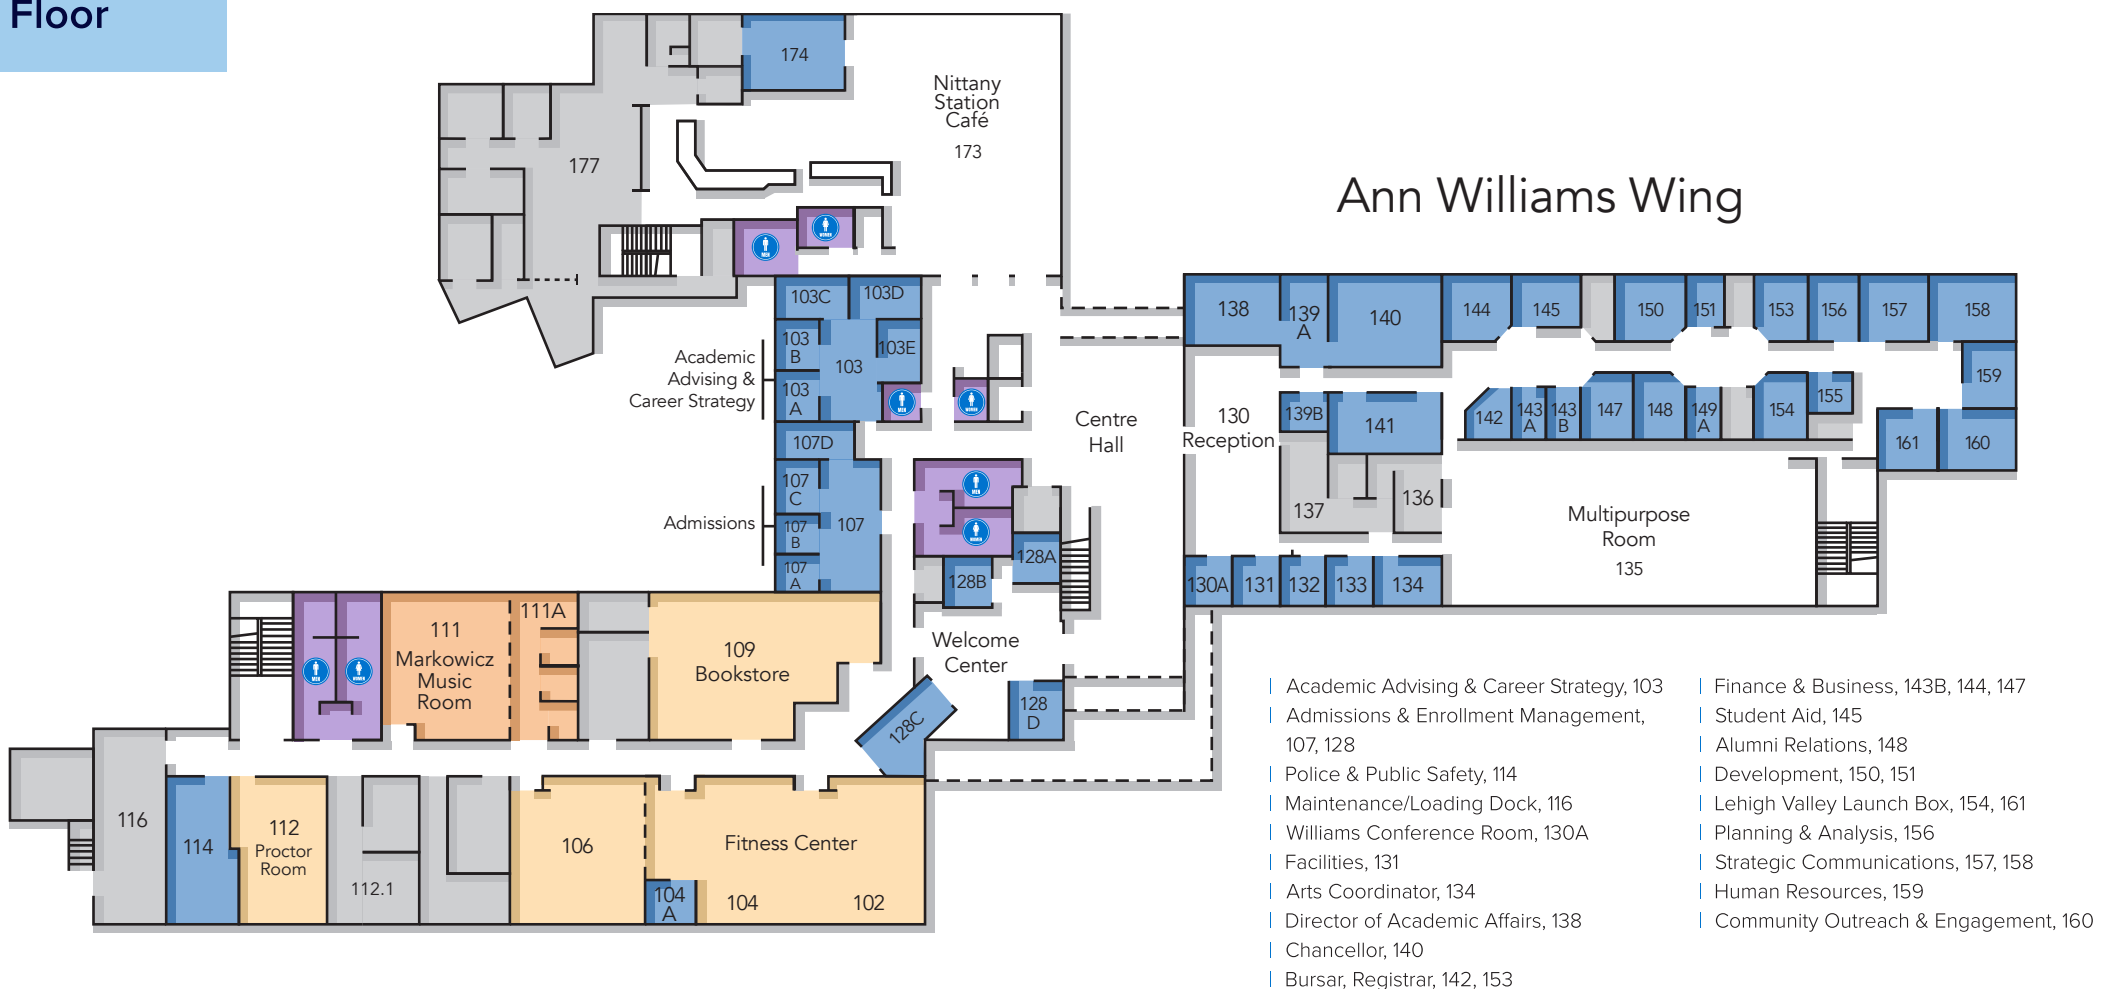 Floor
174
Nittany
Station
Café
173
177
MEN
WOMEN
Ann Williams Wing
103C
103D
103
B
103E
103
103
A
Academic
Advising &
Career Strategy
MEN
WOMEN
107D
107
C
107
107
B
107
A
Admissions
Centre
Hall
MEN
WOMEN
128A
128B
Welcome
Center
128C
128
D
138
139
A
140
144
145
150
151
153
156
157
158
159
130
Reception
139B
141
142
143
A
143
B
147
148
149
A
154
155
161
160
137
136
Multipurpose
Room
135
130A
131
132
133
134
MEN
WOMEN
111
Markowicz
Music
Room
111A
109
Bookstore
116
114
112
Proctor
Room
112.1
106
Fitness Center
104
A
104
102
Academic Advising & Career Strategy, 103
Admissions & Enrollment Management,
107, 128
Police & Public Safety, 114
Maintenance/Loading Dock, 116
Williams Conference Room, 130A
Facilities, 131
Arts Coordinator, 134
Director of Academic Affairs, 138
Chancellor, 140
Bursar, Registrar, 142, 153
Finance & Business, 143B, 144, 147
Student Aid, 145
Alumni Relations, 148
Development, 150, 151
Lehigh Valley Launch Box, 154, 161
Planning & Analysis, 156
Strategic Communications, 157, 158
Human Resources, 159
Community Outreach & Engagement, 160